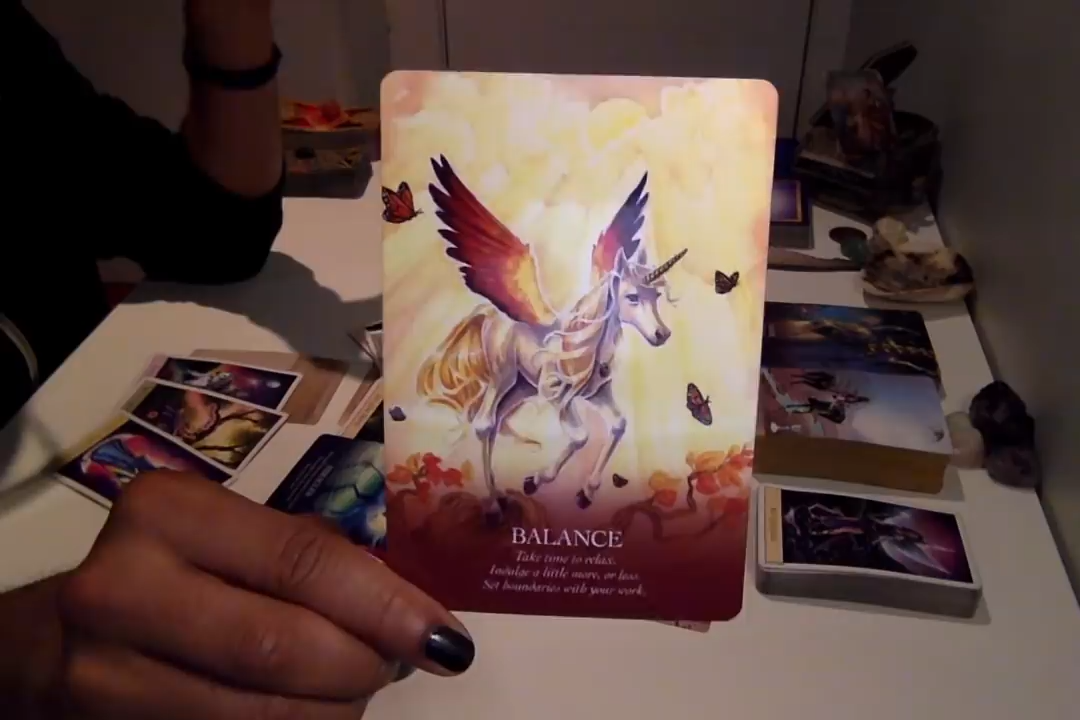 BALANCE
Take time to relax.
Indulge a little more, or less.
Set boundaries with your work.